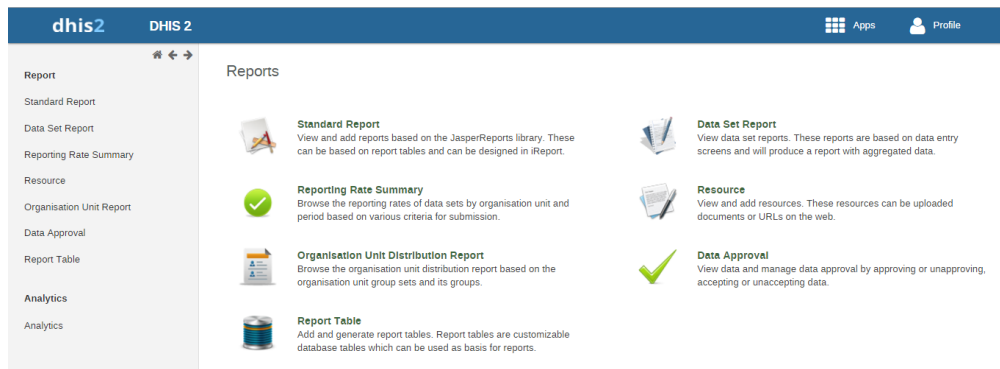 dhis2 DHIS 2 Apps Profile
Report
Standard Report
Data Set Report
Reporting Rate Summary
Resource
Organisation Unit Report
Data Approval
Report Table
Analytics
Analytics
Reports
Standard Report
View and add reports based on the JasperReports library. These
can be based on report tables and can be designed in iReport.
Data Set Report
View data set reports. These reports are based on data entry
screens and will produce a report with aggregated data.
Reporting Rate Summary
Browse the reporting rates of data sets by organisation unit and
period based on various criteria for submission.
Resource
View and add resources. These resources can be uploaded
documents or URLs on the web.
Organisation Unit Distribution Report
Browse the organisation unit distribution report based on the
organisation unit group sets and its groups.
Data Approval
View data and manage data approval by approving or unapproving,
accepting or unaccepting data.
Report Table
Add and generate report tables. Report tables are customizable
database tables which can be used as basis for reports.